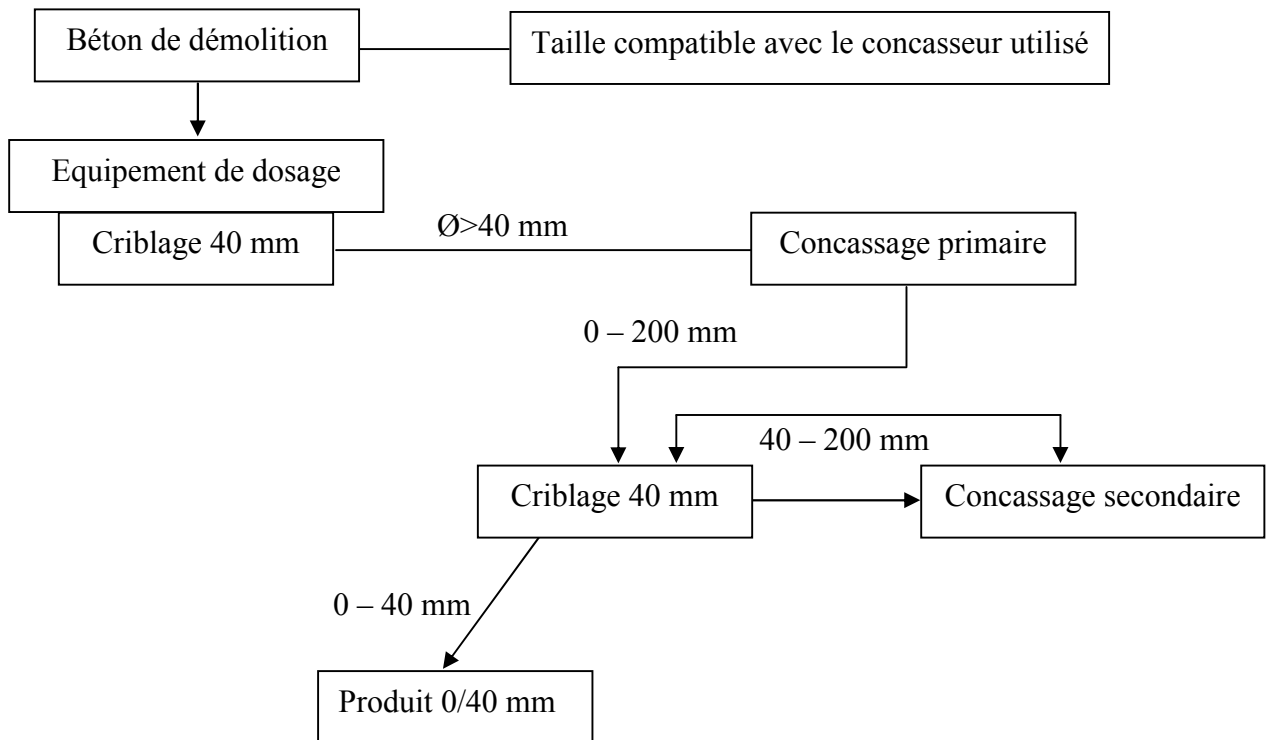 Béton de démolition
Taille compatible avec le concasseur utilisé
Equipement de dosage
Criblage 40 mm
Ø>40 mm
Concassage primaire
0 – 200 mm
40 – 200 mm
Criblage 40 mm
Concassage secondaire
0 – 40 mm
Produit 0/40 mm